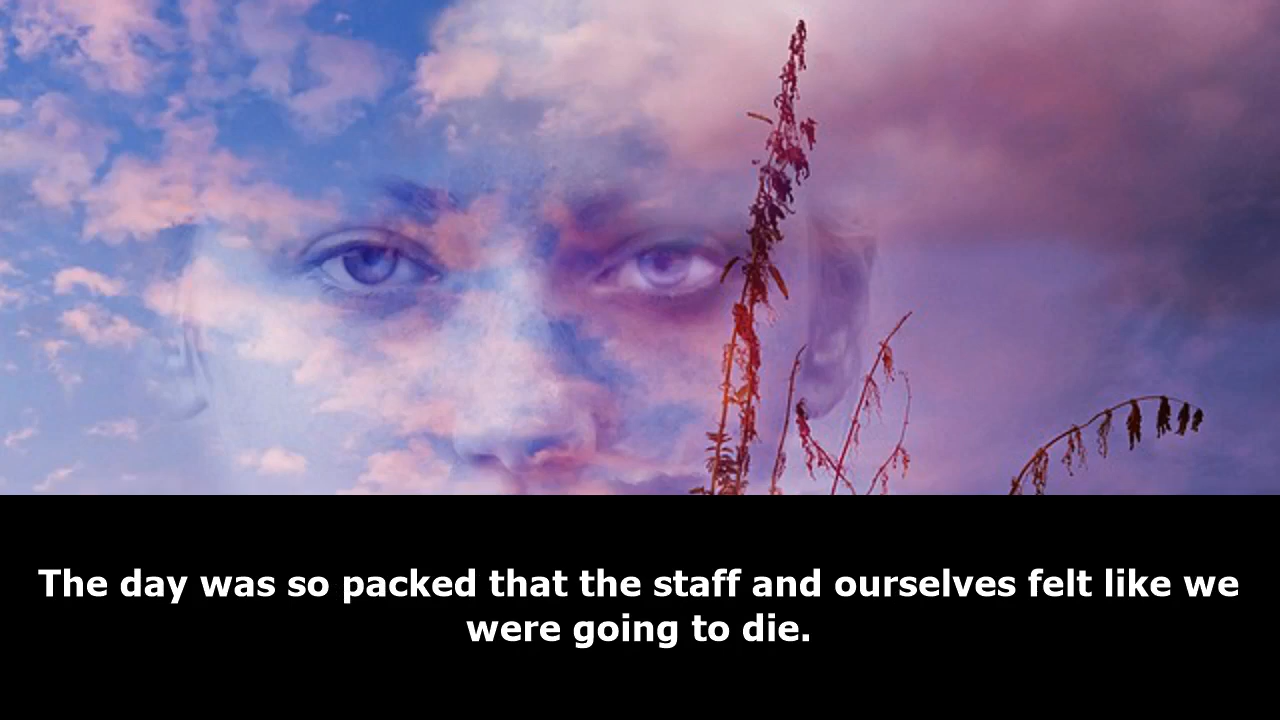 The day was so packed that the staff and ourselves felt like we
were going to die.